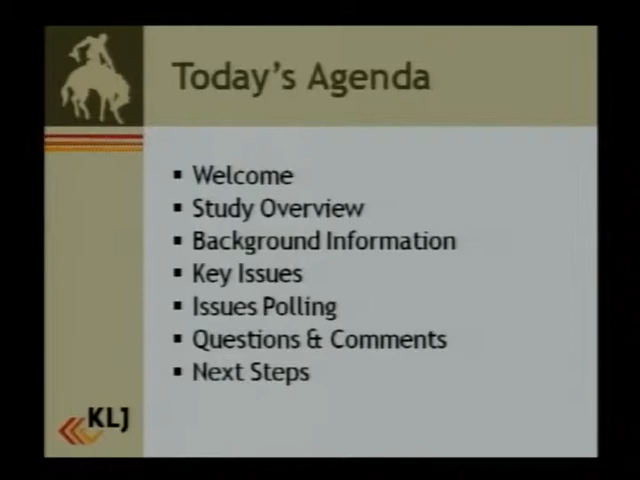 Today's Agenda
▪ Welcome
▪ Study Overview
▪ Background Information
▪ Key Issues
▪ Issues Polling
▪ Questions & Comments
▪ Next Steps
KLJ